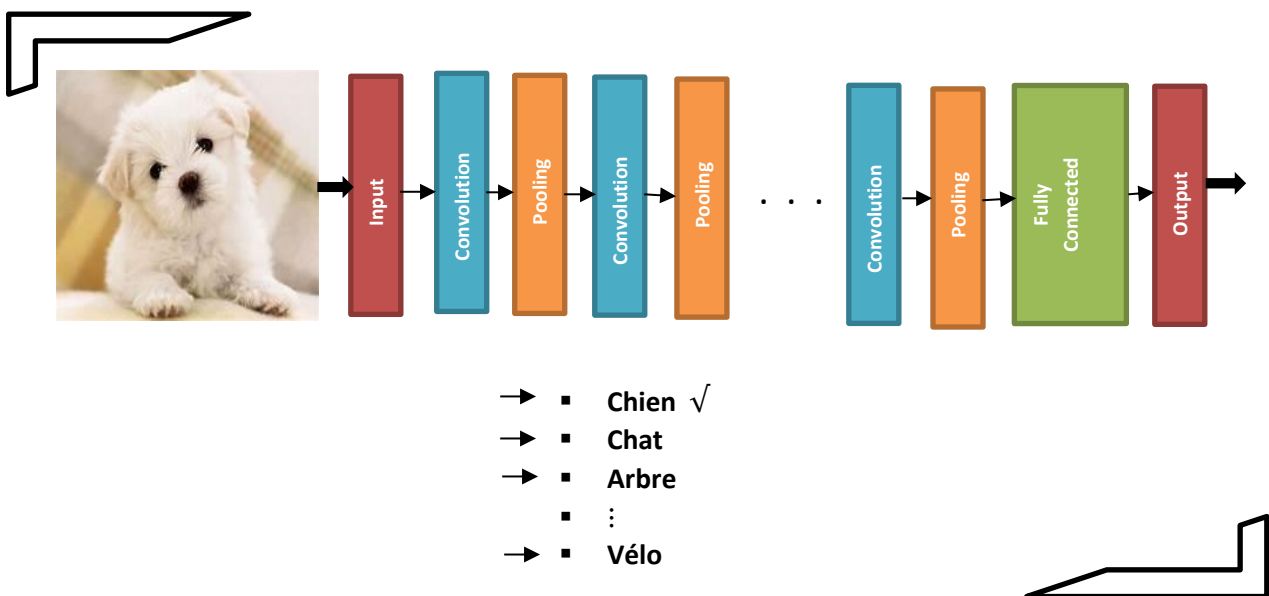 Input
Convolution
Pooling
Convolution
Pooling
. . .
Convolution
Pooling
Fully
Connected
Output
▪ Chien √
▪ Chat
▪ Arbre
▪ ⋮
▪ Vélo